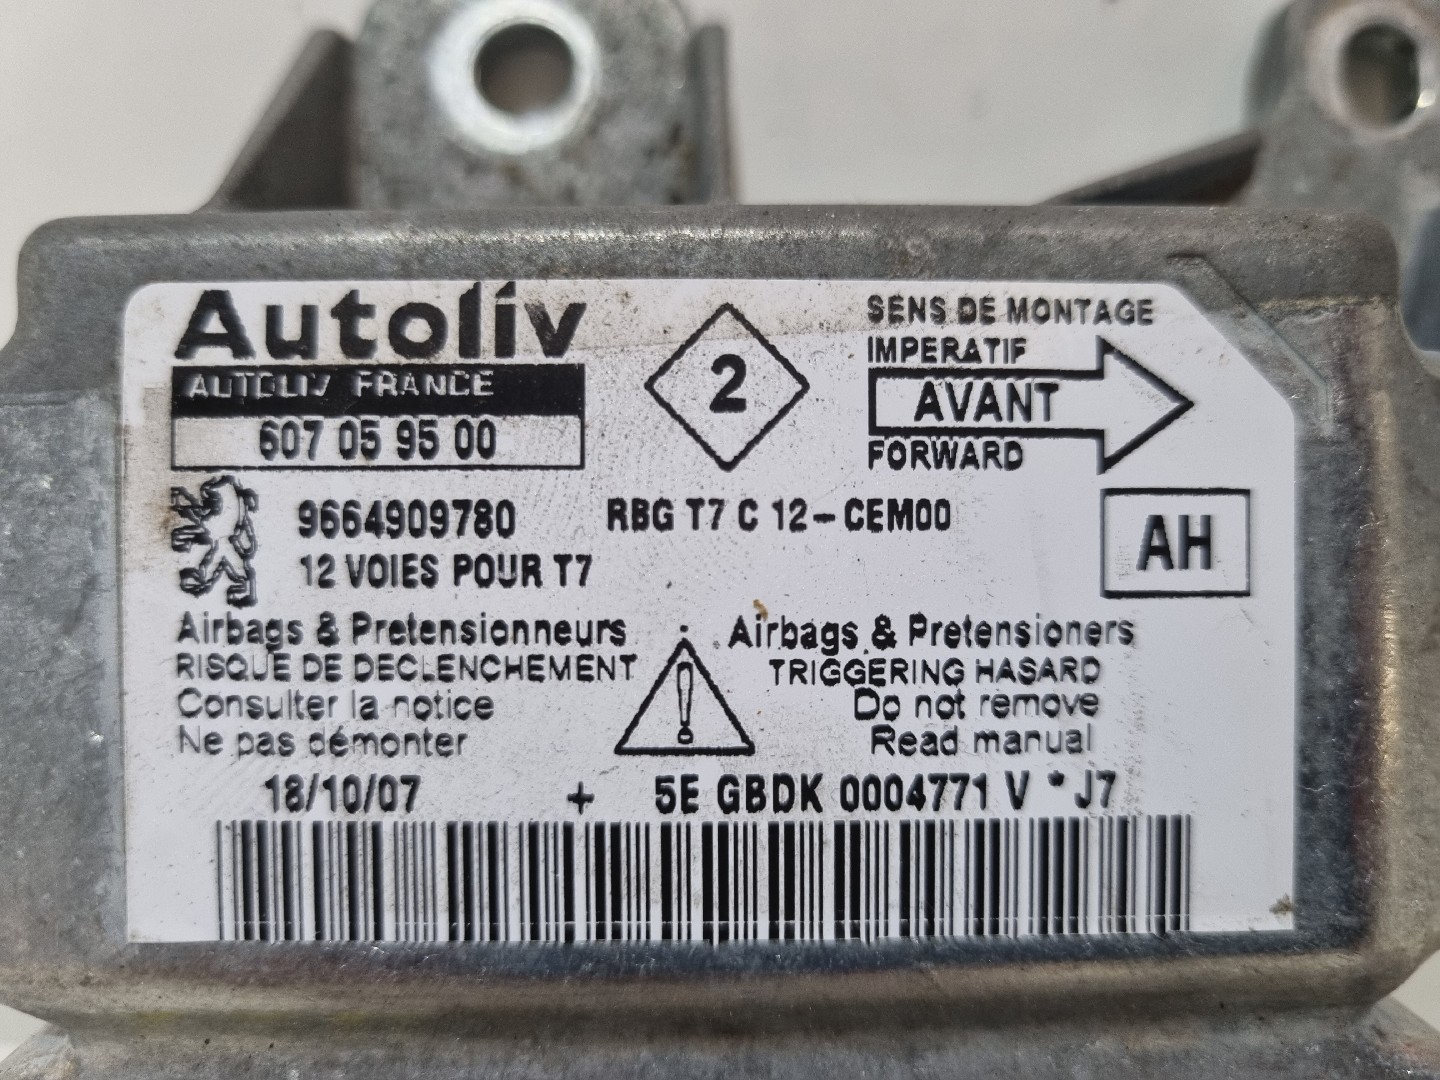 Autoliv
AUTOLIV FRANCE
607 05 95 00
2
SENS DE MONTAGE
IMPERATIF
AVANT
FORWARD
9664909780
RBG T7 C 12-CEM00
12 VOIES POUR T7
AH
Airbags & Pretensionneurs
RISQUE DE DECLENCHEMENT
Consulter la notice
Ne pas démonter
!
Airbags & Pretensioners
TRIGGERING HASARD
Do not remove
Read manual
18/10/07 + 5E GBDK 0004771 V * J7